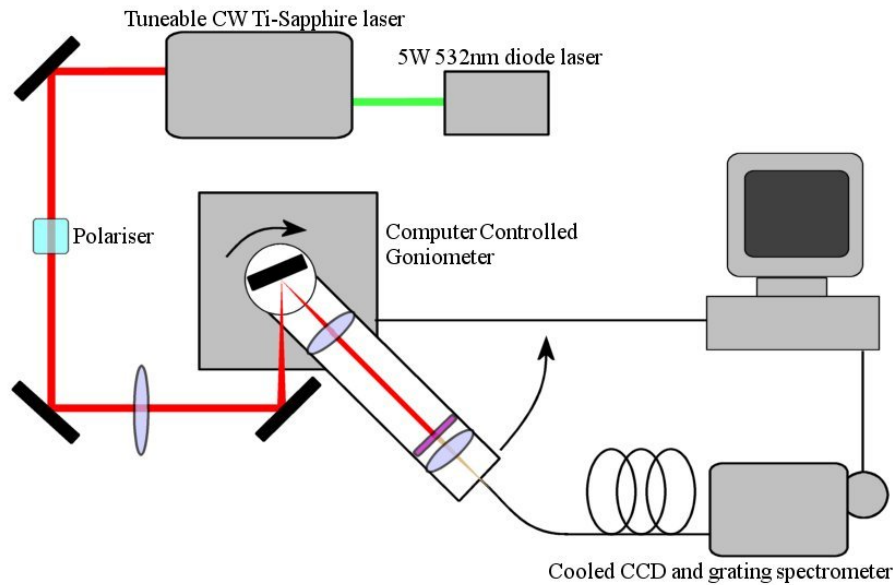 Tuneable CW Ti-Sapphire laser
5W 532nm diode laser
Polariser
Computer Controlled
Goniometer
Cooled CCD and grating spectrometer